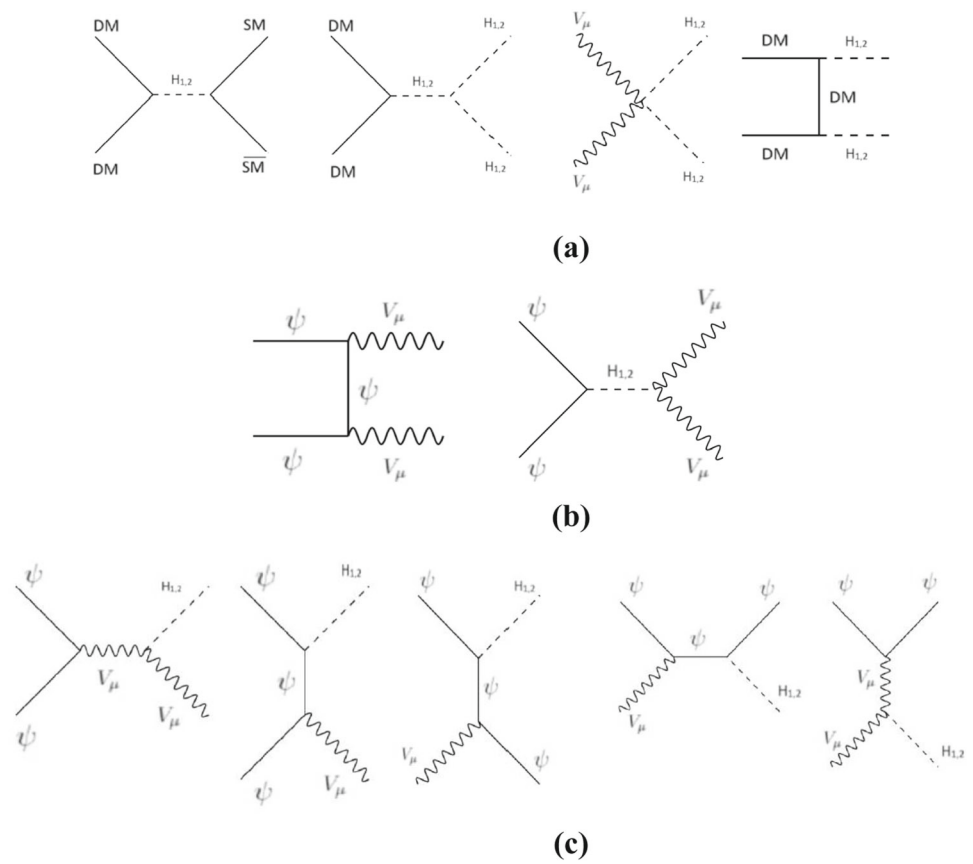 DM SM DM H₁,₂ V_μ H₁,₂ DM H₁,₂
H₁,₂ H₁,₂ DM
DM S̅M̅ DM H₁,₂ V_μ H₁,₂ DM H₁,₂
(a)
ψ V_μ ψ V_μ
ψ H₁,₂
ψ V_μ ψ V_μ
(b)
ψ H₁,₂ ψ H₁,₂ ψ H₁,₂ ψ ψ ψ ψ
V_μ ψ ψ ψ V_μ
ψ V_μ ψ V_μ V_μ ψ V_μ H₁,₂ V_μ H₁,₂
(c)